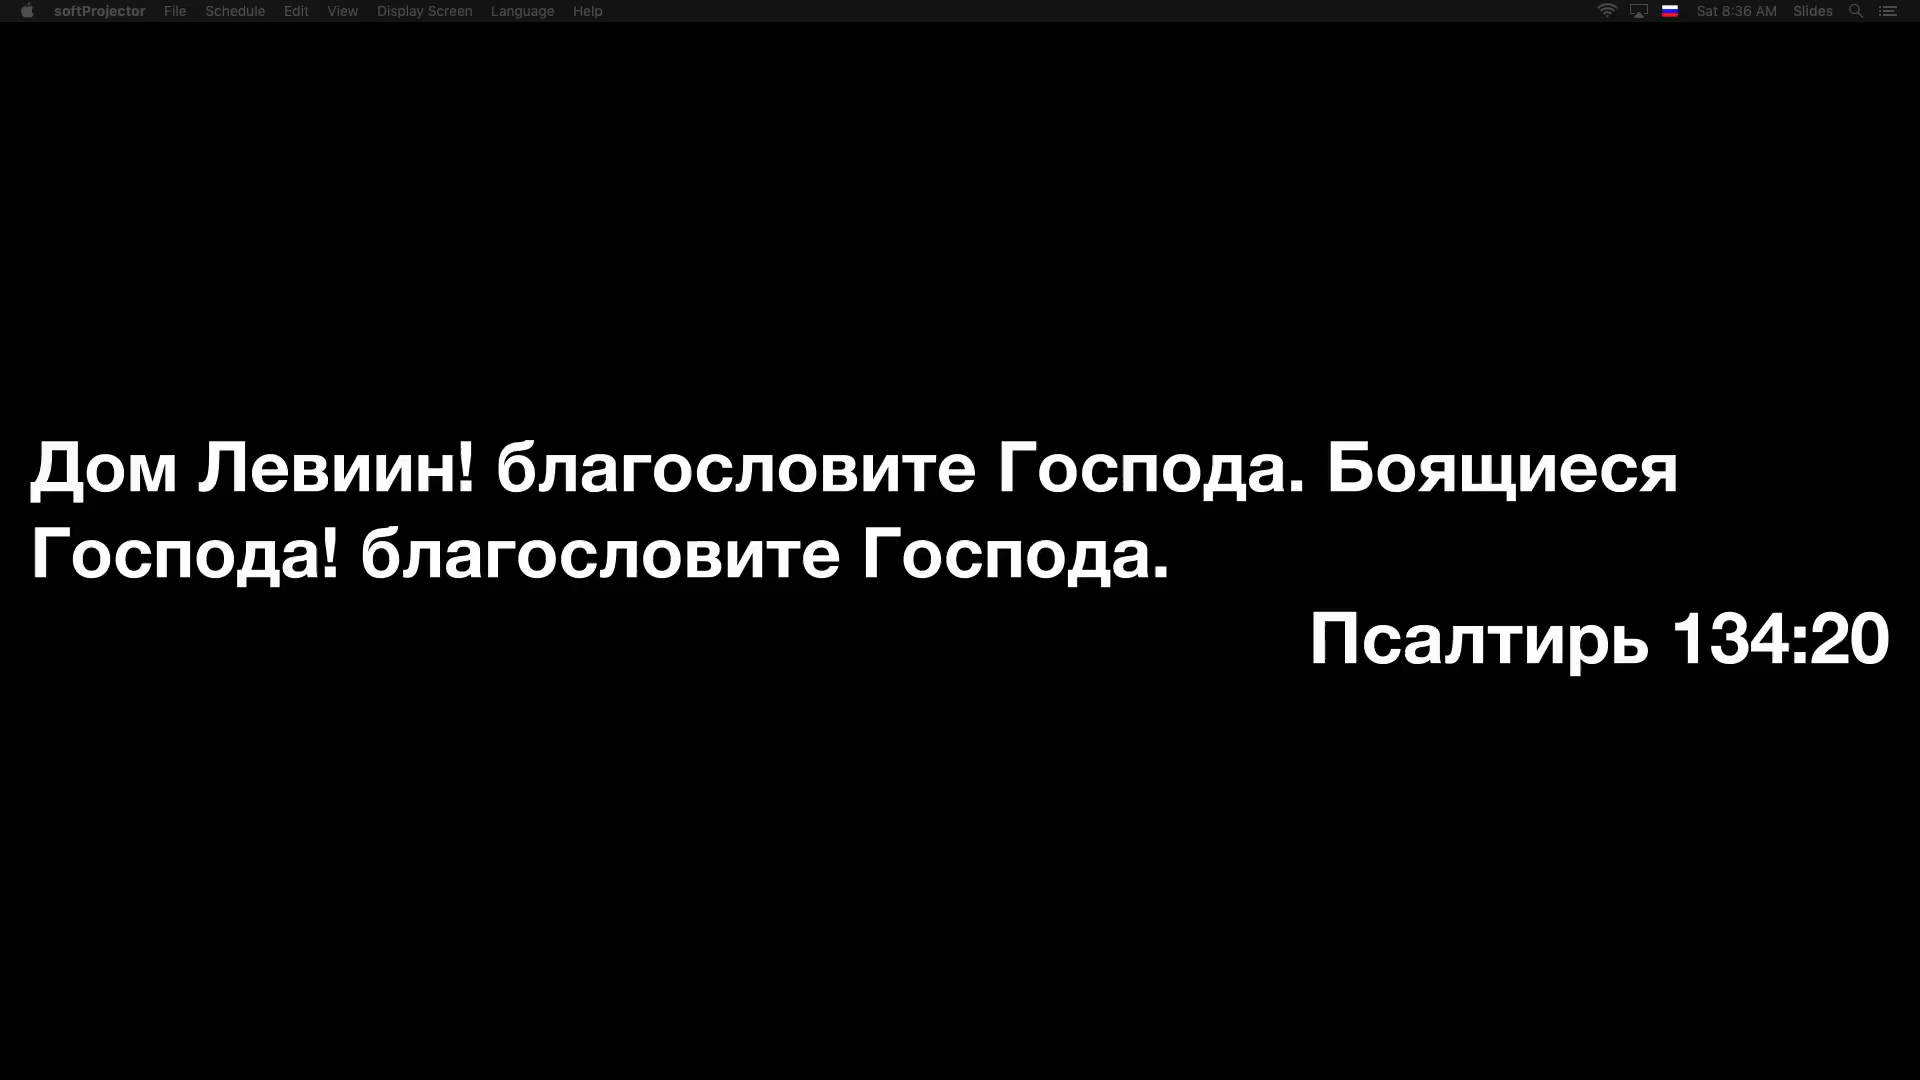 softProjector File Schedule Edit View Display Screen Language Help Sat 8:36 AM Slides
Дом Левиин! благословите Господа. Боящиеся
Господа! благословите Господа.
Псалтирь 134:20